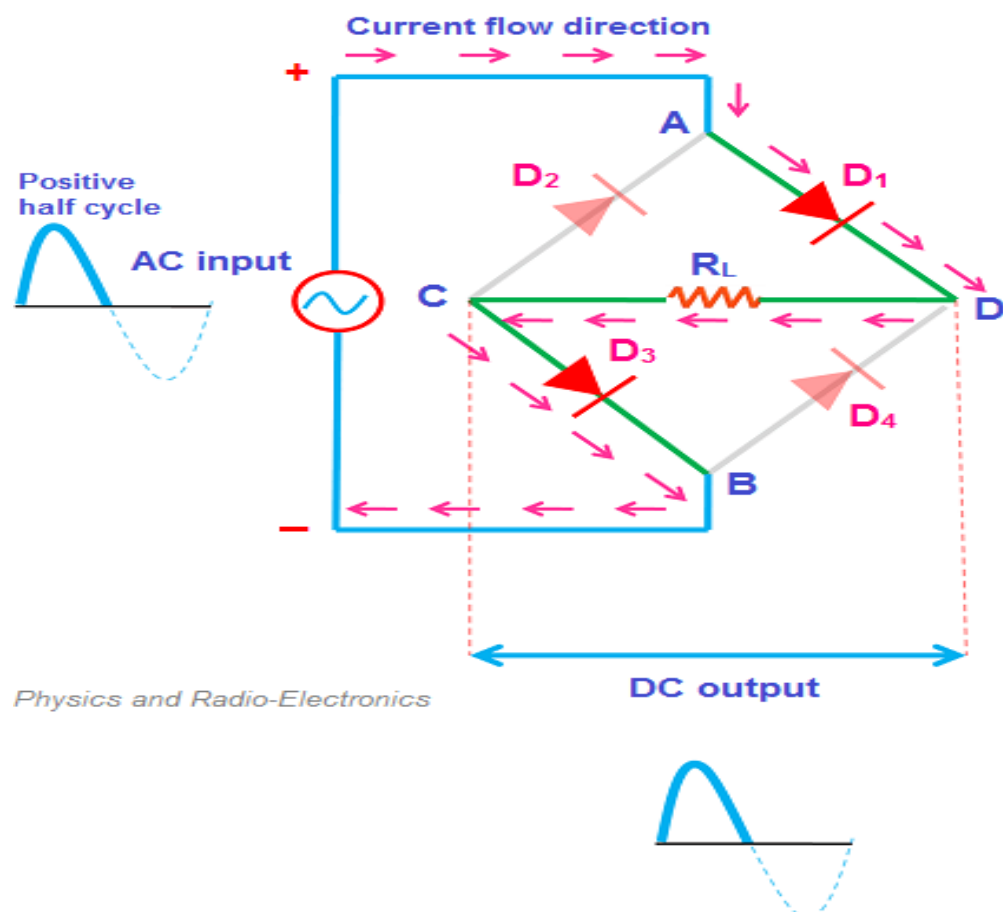 Current flow direction
+
A
D2
D1
Positive
half cycle
AC input
RL
C
D
D3
D4
B
−
DC output
Physics and Radio-Electronics